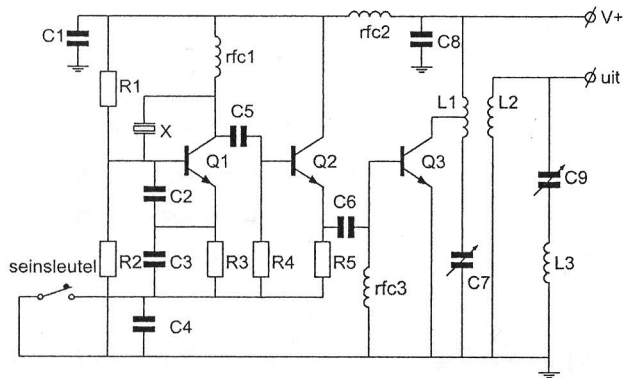 C1
rfc1
rfc2
C8
V+
uit
R1
X
C5
L1
L2
Q1
Q2
Q3
C2
C6
C9
seinsleutel
R2
C3
R3
R4
R5
rfc3
C7
L3
C4